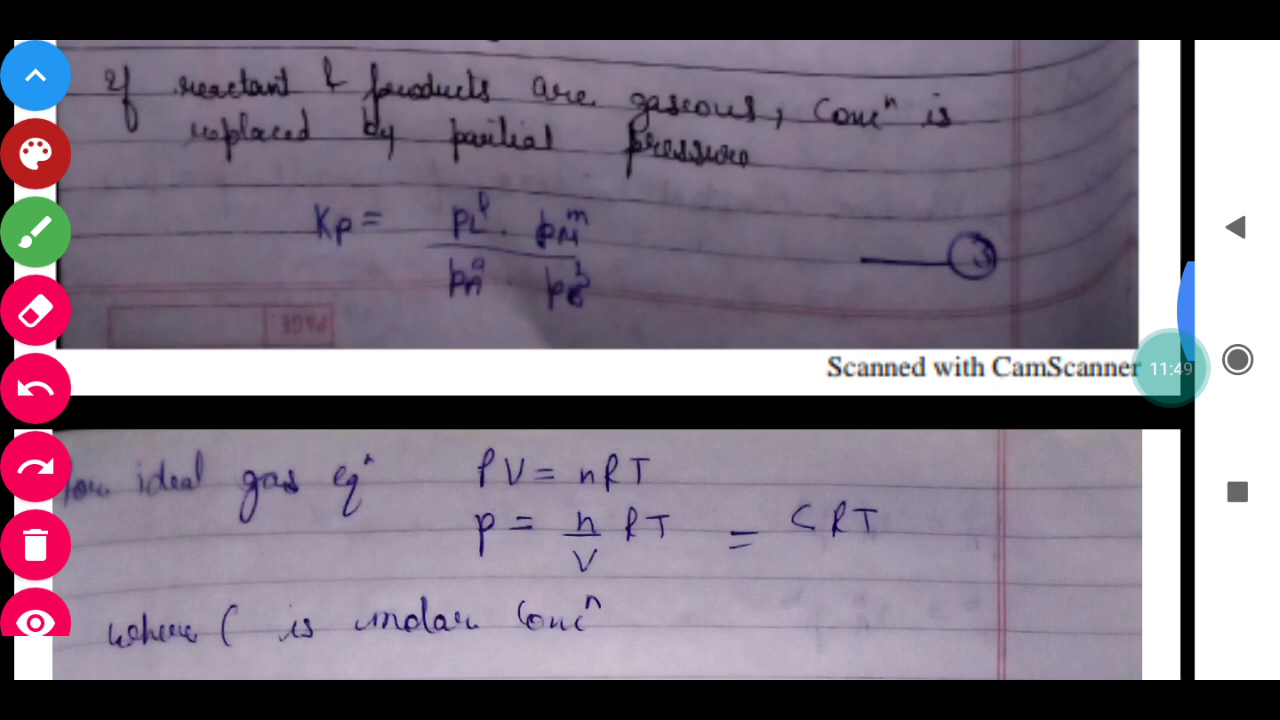 If reactant & products are gaseous, Concⁿ is
replaced by partial pressure
Kp = pLˡ . pMᵐ
pAᵃ pBᵇ
3
PAGE:
Scanned with CamScanner
11:49
for ideal gas eqⁿ PV = nRT
p = n/V RT = CRT
where C is molar Concⁿ